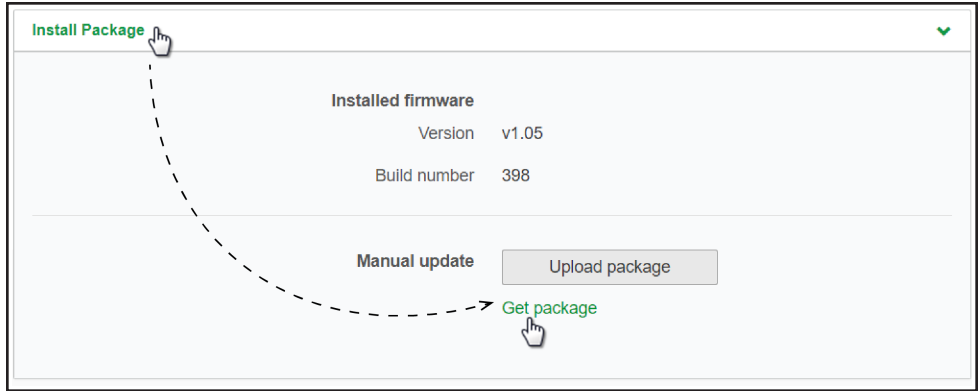 Install Package
Installed firmware
Version v1.05
Build number 398
Manual update Upload package
Get package